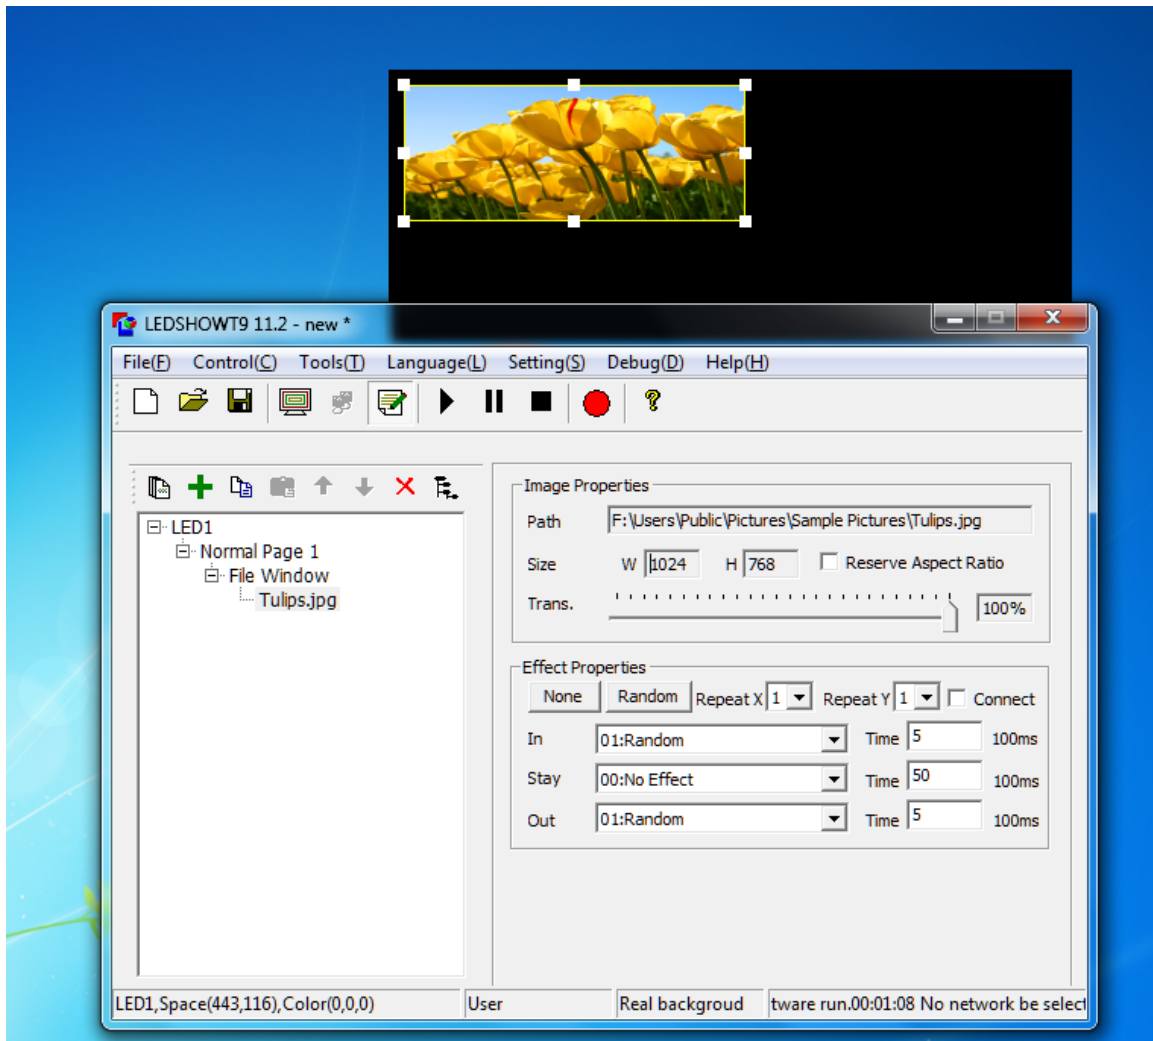 LEDSHOWT9 11.2 - new *
File(F) Control(C) Tools(T) Language(L) Setting(S) Debug(D) Help(H)
LED1
Normal Page 1
File Window
Tulips.jpg
Image Properties
Path F:\Users\Public\Pictures\Sample Pictures\Tulips.jpg
Size W 1024 H 768 Reserve Aspect Ratio
Trans. 100%
Effect Properties
None Random Repeat X 1 Repeat Y 1 Connect
In 01:Random Time 5 100ms
Stay 00:No Effect Time 50 100ms
Out 01:Random Time 5 100ms
LED1,Space(443,116),Color(0,0,0) User Real backgroud tware run.00:01:08 No network be select